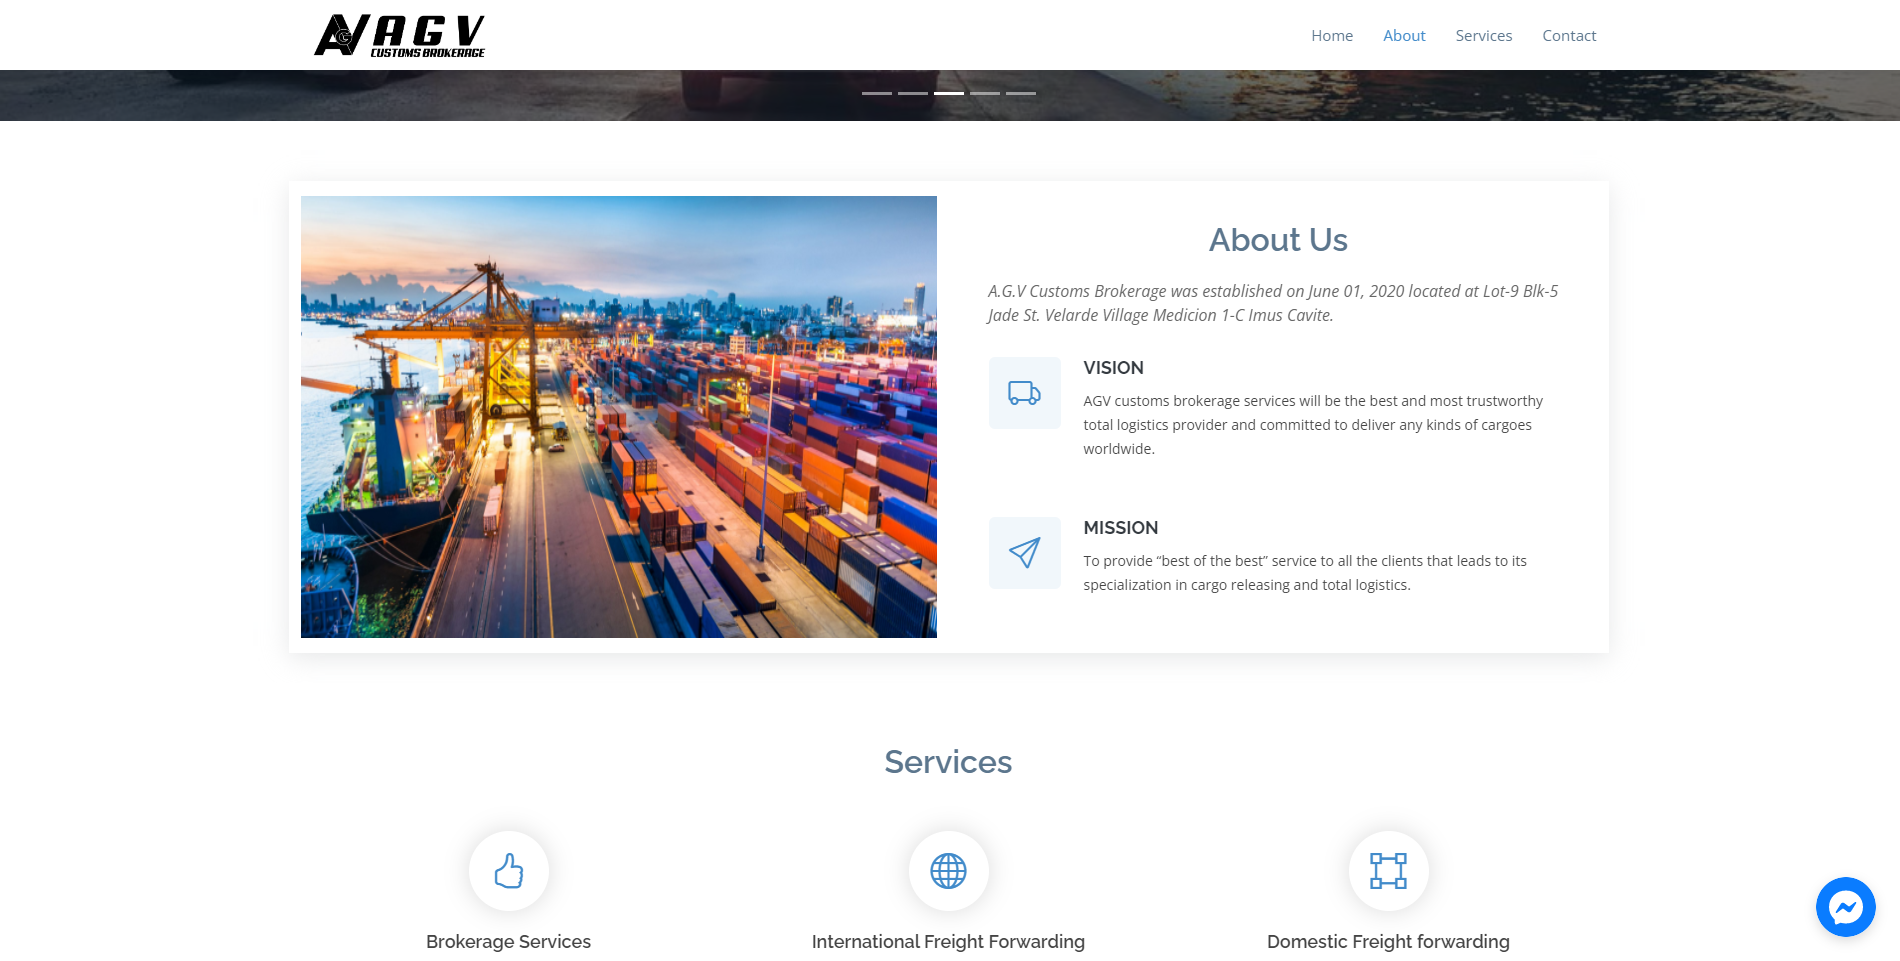 AGV
CUSTOMS BROKERAGE
Home
About
Services
Contact
About Us
A.G.V Customs Brokerage was established on June 01, 2020 located at Lot-9 Blk-5
Jade St. Velarde Village Medicion 1-C Imus Cavite.
VISION
AGV customs brokerage services will be the best and most trustworthy
total logistics provider and committed to deliver any kinds of cargoes
worldwide.
MISSION
To provide “best of the best” service to all the clients that leads to its
specialization in cargo releasing and total logistics.
Services
Brokerage Services
International Freight Forwarding
Domestic Freight forwarding